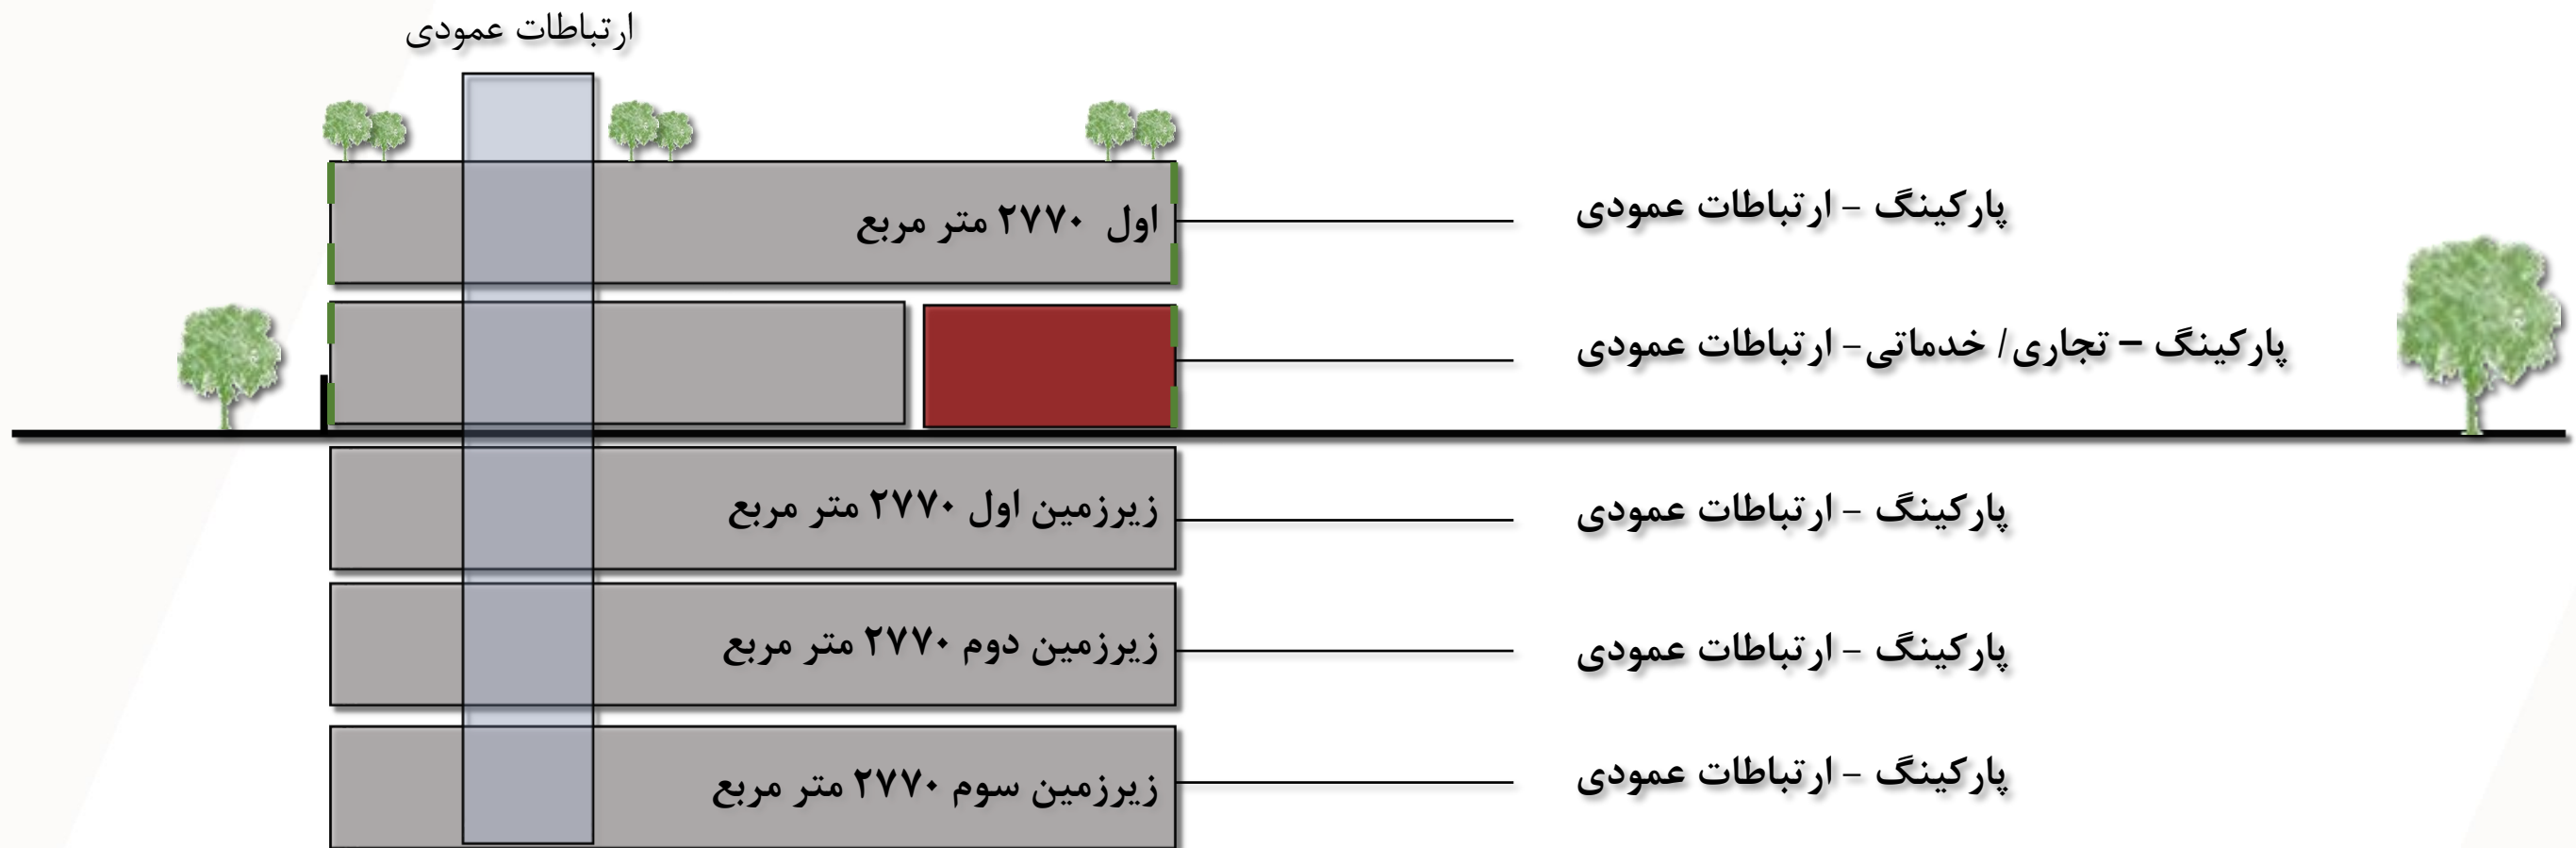 ارتباطات عمودی
اول ۲۷۷۰ متر مربع
پارکینگ – ارتباطات عمودی
پارکینگ – تجاری/ خدماتی– ارتباطات عمودی
زیرزمین اول ۲۷۷۰ متر مربع
پارکینگ – ارتباطات عمودی
زیرزمین دوم ۲۷۷۰ متر مربع
پارکینگ – ارتباطات عمودی
زیرزمین سوم ۲۷۷۰ متر مربع
پارکینگ – ارتباطات عمودی